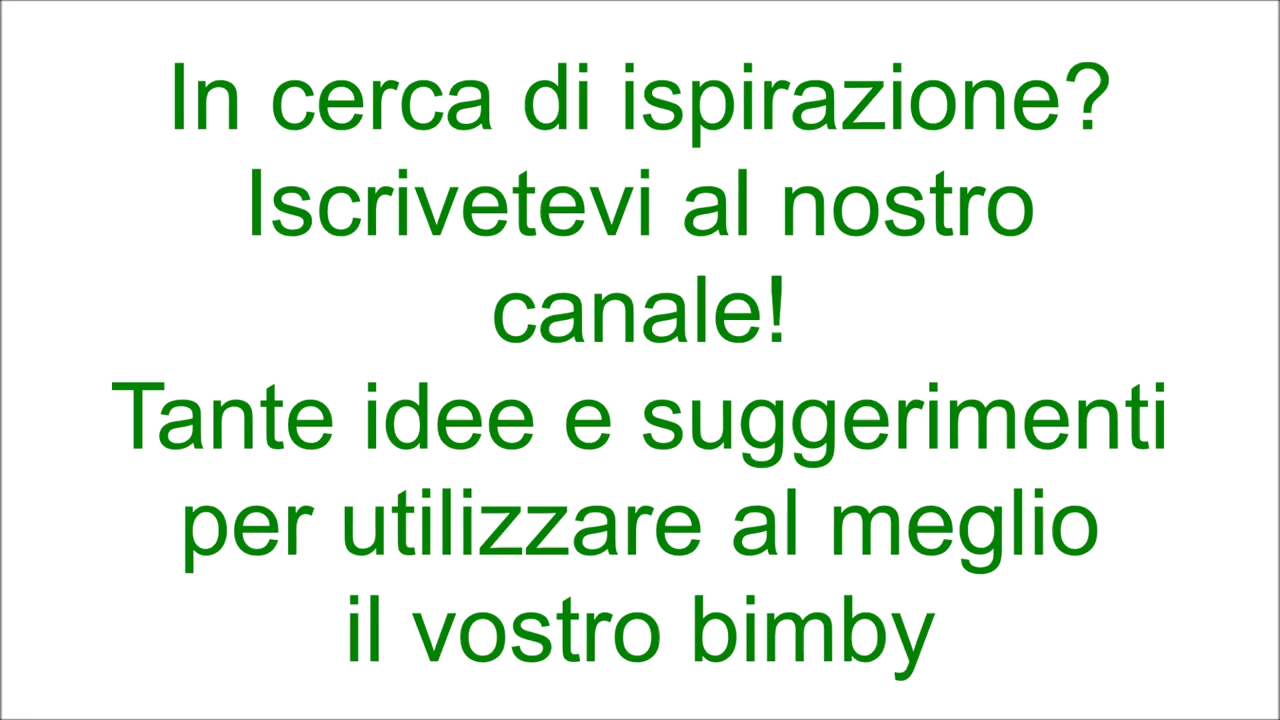 In cerca di ispirazione?
Iscrivetevi al nostro
canale!
Tante idee e suggerimenti
per utilizzare al meglio
il vostro bimby